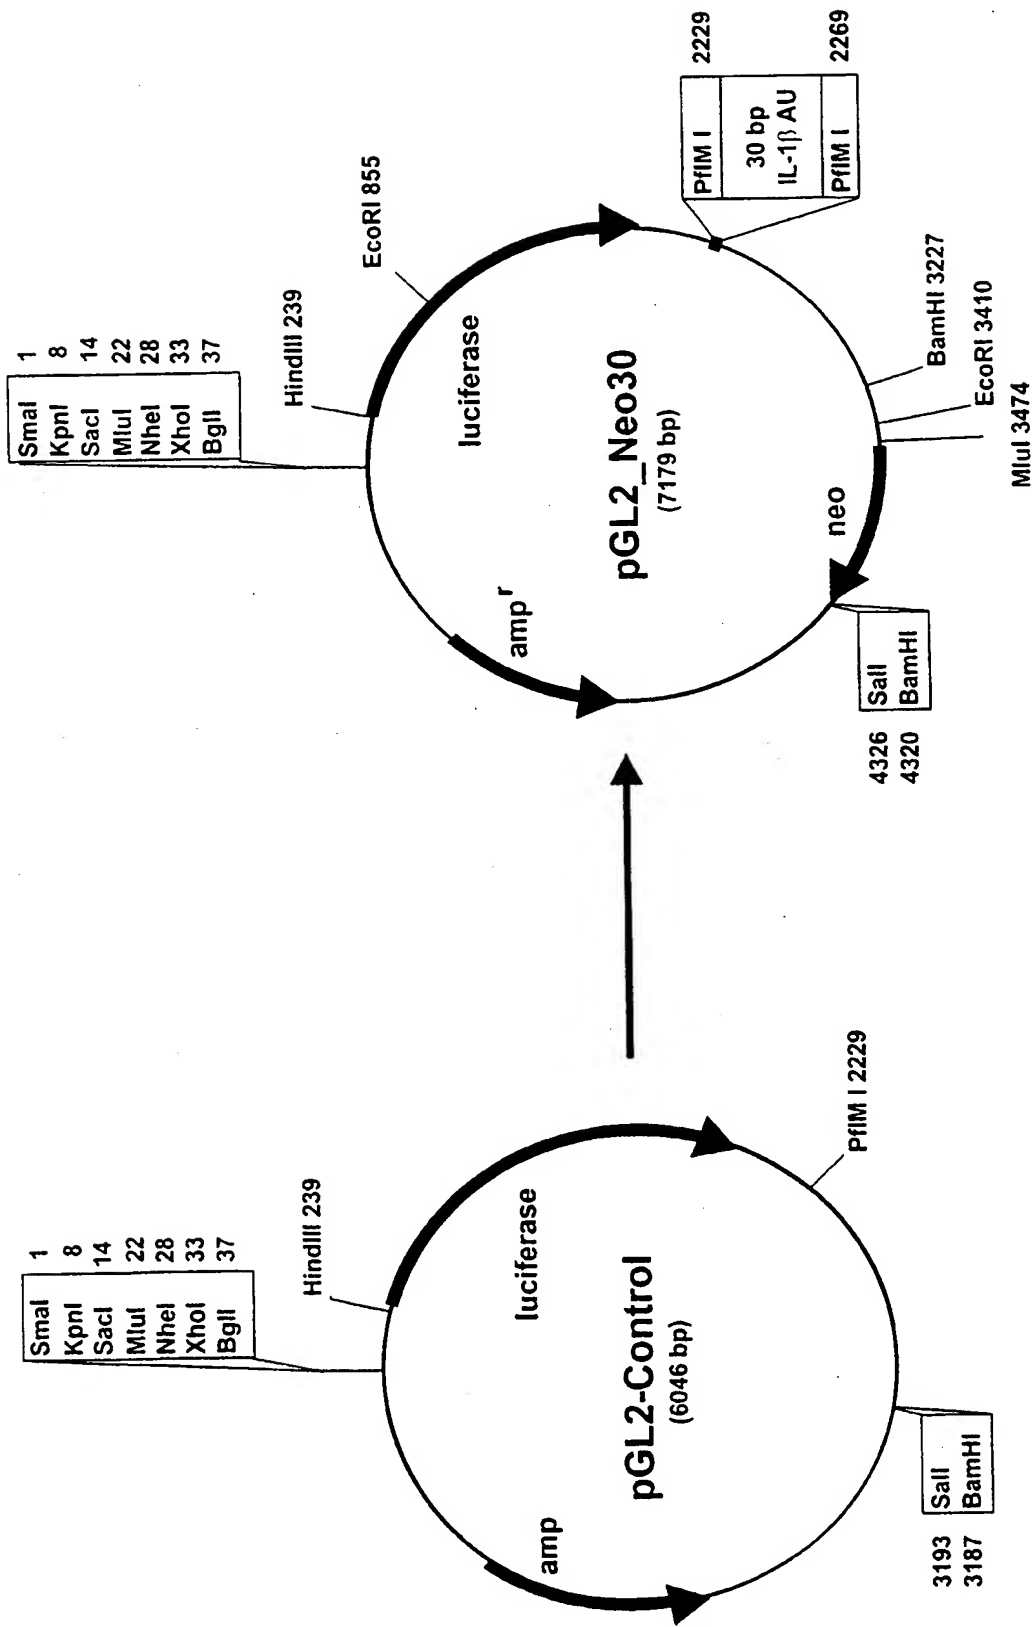 SmaI 1
KpnI 8
SacI 14
MluI 22
NheI 28
XhoI 33
BglI 37
HindIII 239
luciferase
amp
pGL2-Control
(6046 bp)
PflM I 2229
3193 SalI
3187 BamHI
SmaI 1
KpnI 8
SacI 14
MluI 22
NheI 28
XhoI 33
BglI 37
HindIII 239
EcoRI 855
luciferase
amp^r
pGL2_Neo30
(7179 bp)
PflM I 2229
30 bp
IL-1β AU
PflM I 2269
neo
BamHI 3227
EcoRI 3410
MluI 3474
4326 SalI
4320 BamHI